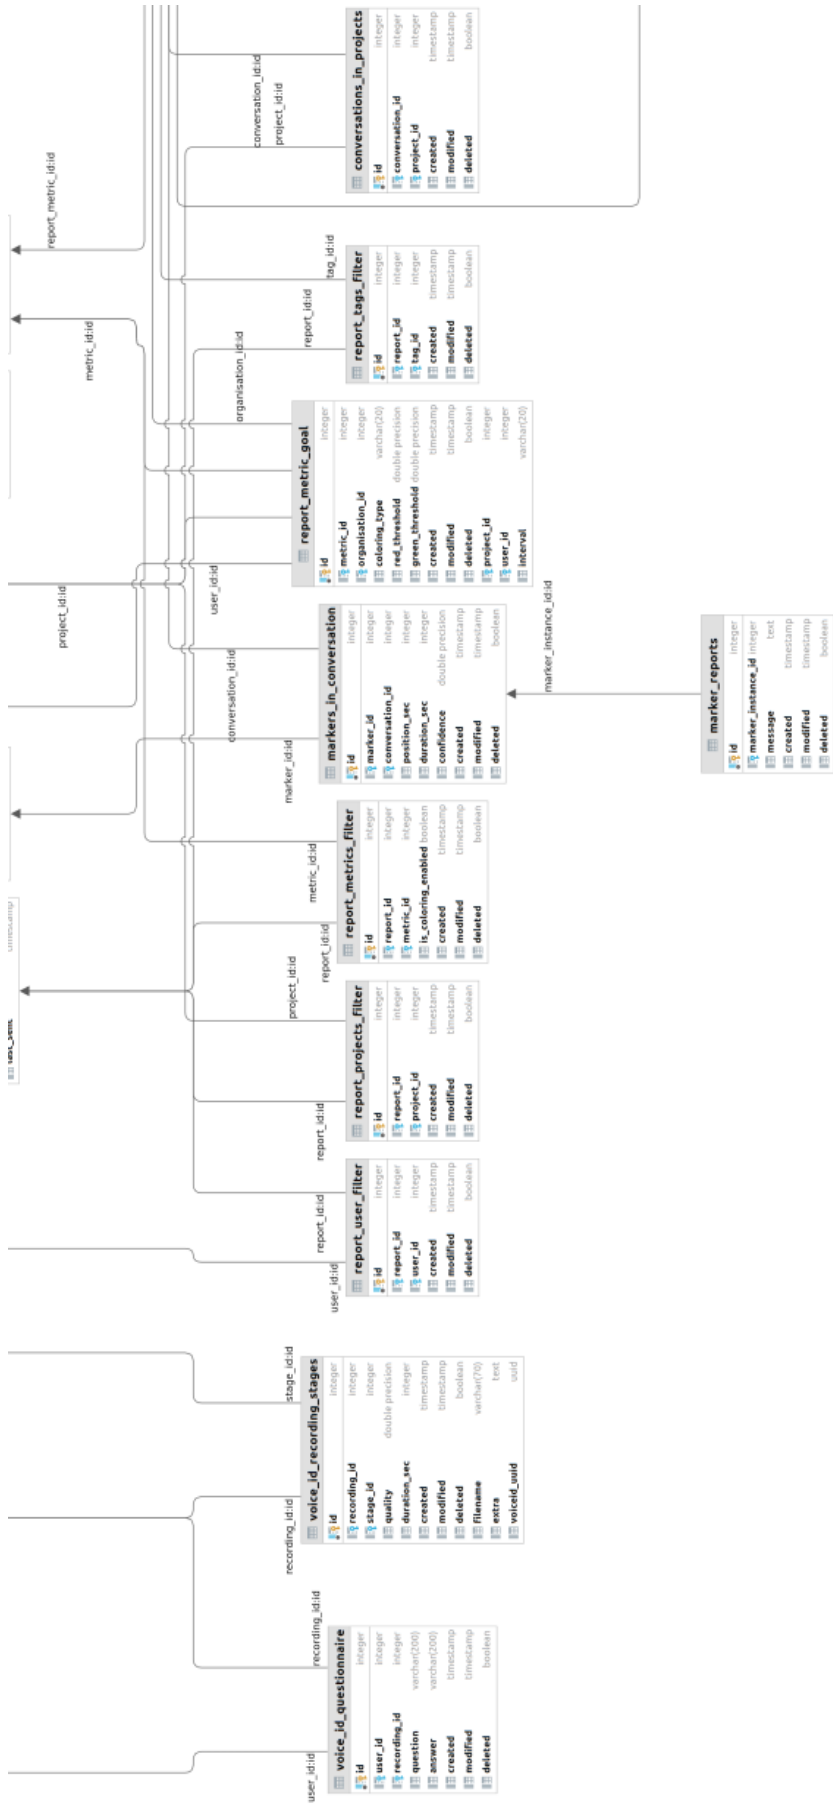 report_metric_id:id
metric_id:id
conversation_id:id
project_id:id
tag_id:id
report_id:id
organisation_id:id
project_id:id
user_id:id
conversation_id:id
marker_id:id
marker_instance_id:id
metric_id:id
report_id:id
project_id:id
report_id:id
report_id:id
user_id:id
stage_id:id
recording_id:id
recording_id:id
user_id:id
timestamp
voice_id_questionnaire
id integer
user_id integer
recording_id integer
question varchar(200)
answer varchar(200)
created timestamp
modified timestamp
deleted boolean
voice_id_recording_stages
id integer
recording_id integer
stage_id integer
quality double precision
duration_sec integer
created timestamp
modified timestamp
deleted boolean
filename varchar(70)
extra text
voiceid_uuid uuid
report_user_filter
id integer
report_id integer
user_id integer
created timestamp
modified timestamp
deleted boolean
report_projects_filter
id integer
report_id integer
project_id integer
created timestamp
modified timestamp
deleted boolean
report_metrics_filter
id integer
report_id integer
metric_id integer
is_coloring_enabled boolean
created timestamp
modified timestamp
deleted boolean
markers_in_conversation
id integer
marker_id integer
conversation_id integer
position_sec integer
duration_sec integer
confidence double precision
created timestamp
modified timestamp
deleted boolean
marker_reports
id integer
marker_instance_id integer
message text
created timestamp
modified timestamp
deleted boolean
report_metric_goal
id integer
metric_id integer
organisation_id integer
coloring_type varchar(20)
red_threshold double precision
green_threshold double precision
created timestamp
modified timestamp
deleted boolean
project_id integer
user_id integer
interval varchar(20)
report_tags_filter
id integer
report_id integer
tag_id integer
created timestamp
modified timestamp
deleted boolean
conversations_in_projects
id integer
conversation_id integer
project_id integer
created timestamp
modified timestamp
deleted boolean